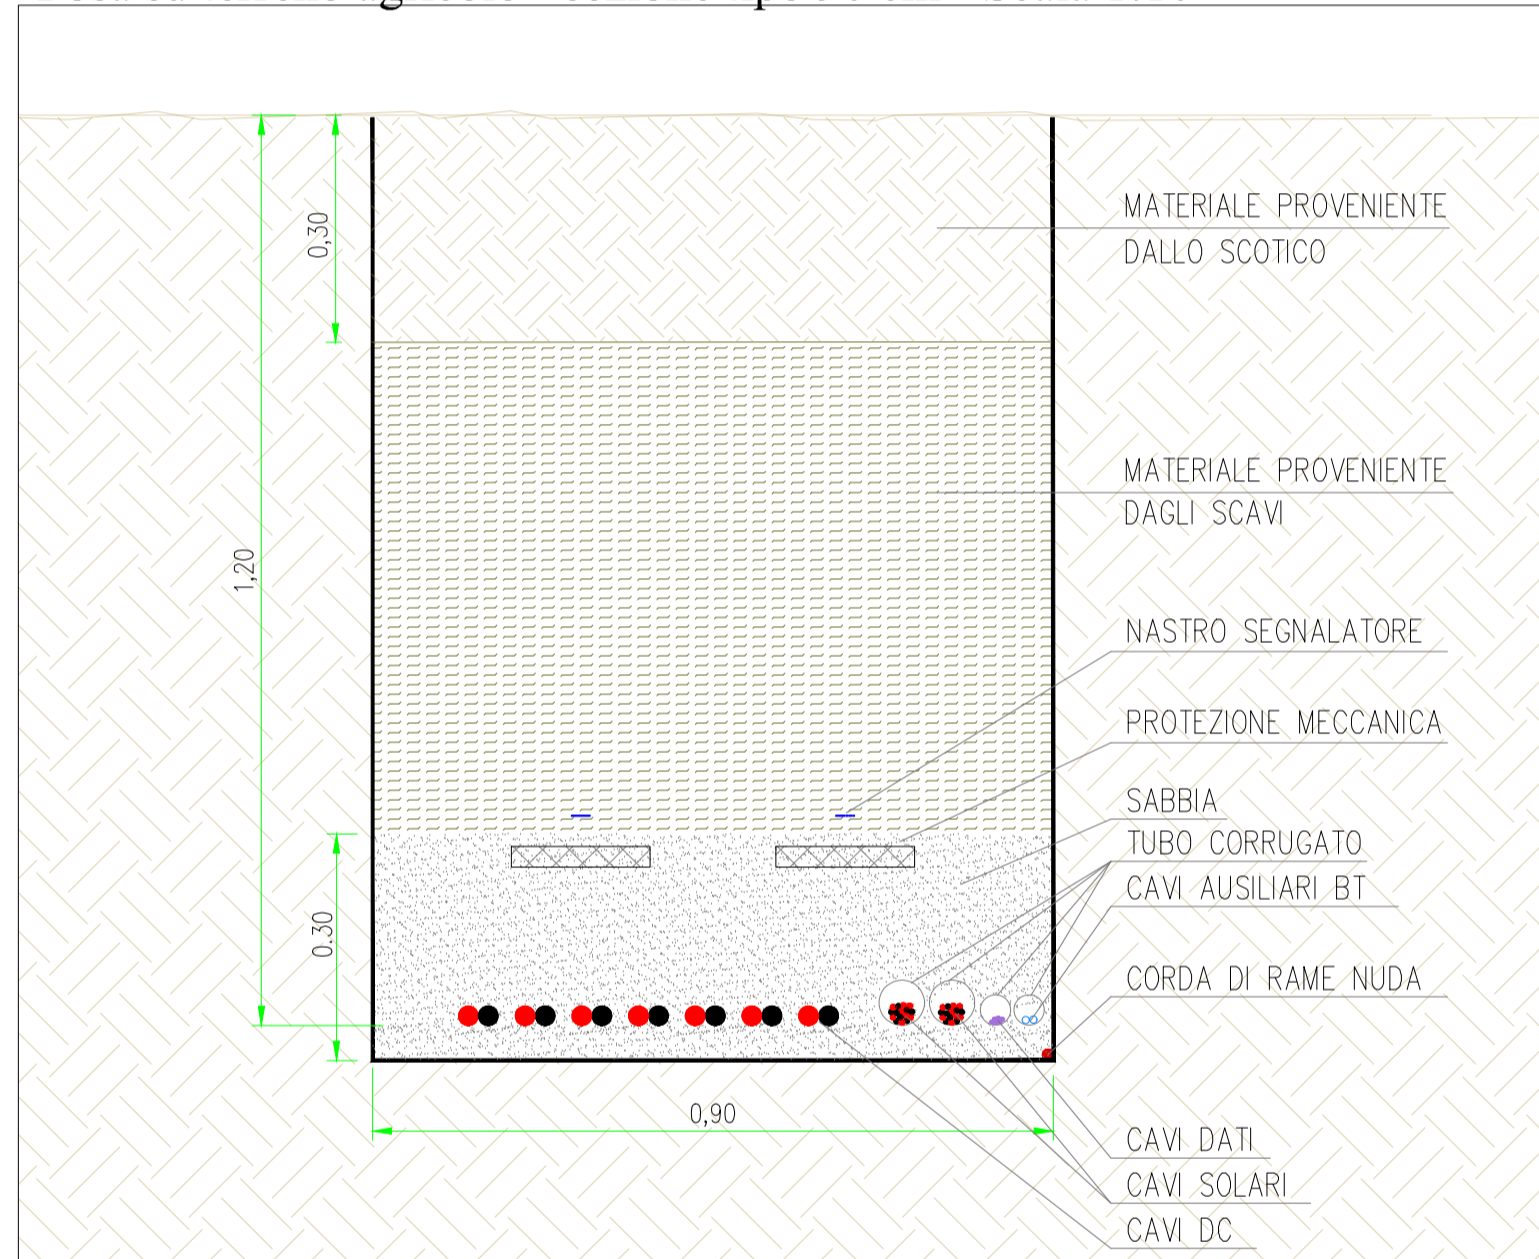 MATERIALE PROVENIENTE
DALLO SCOTICO
0,30
MATERIALE PROVENIENTE
DAGLI SCAVI
1,20
NASTRO SEGNALATORE
PROTEZIONE MECCANICA
SABBIA
TUBO CORRUGATO
CAVI AUSILIARI BT
0.30
CORDA DI RAME NUDA
0,90
CAVI DATI
CAVI SOLARI
CAVI DC